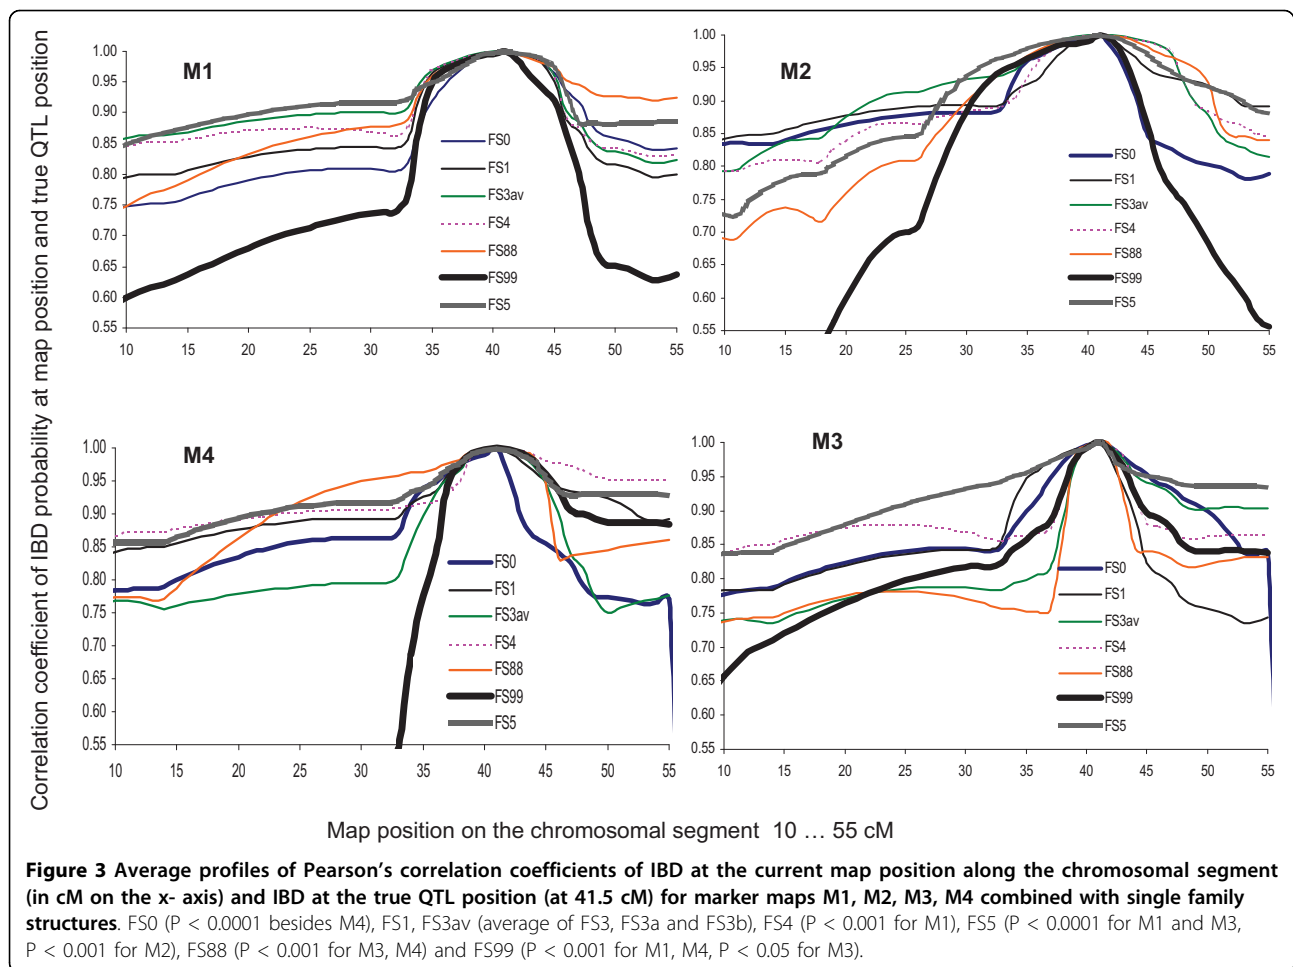 Correlation coefficient of IBD probability at map position and true QTL position
M1
1.00
0.95
0.90
0.85
0.80
0.75
0.70
0.65
0.60
0.55
10 15 20 25 30 35 40 45 50 55
FS0
FS1
FS3av
FS4
FS88
FS99
FS5
M2
1.00
0.95
0.90
0.85
0.80
0.75
0.70
0.65
0.60
0.55
10 15 20 25 30 35 40 45 50 55
FS0
FS1
FS3av
FS4
FS88
FS99
FS5
M4
1.00
0.95
0.90
0.85
0.80
0.75
0.70
0.65
0.60
0.55
10 15 20 25 30 35 40 45 50 55
FS0
FS1
FS3av
FS4
FS88
FS99
FS5
M3
1.00
0.95
0.90
0.85
0.80
0.75
0.70
0.65
0.60
0.55
10 15 20 25 30 35 40 45 50 55
FS0
FS1
FS3av
FS4
FS88
FS99
FS5
Map position on the chromosomal segment 10 ... 55 cM
Figure 3 Average profiles of Pearson's correlation coefficients of IBD at the current map position along the chromosomal segment
(in cM on the x- axis) and IBD at the true QTL position (at 41.5 cM) for marker maps M1, M2, M3, M4 combined with single family
structures. FS0 (P < 0.0001 besides M4), FS1, FS3av (average of FS3, FS3a and FS3b), FS4 (P < 0.001 for M1), FS5 (P < 0.0001 for M1 and M3,
P < 0.001 for M2), FS88 (P < 0.001 for M3, M4) and FS99 (P < 0.001 for M1, M4, P < 0.05 for M3).